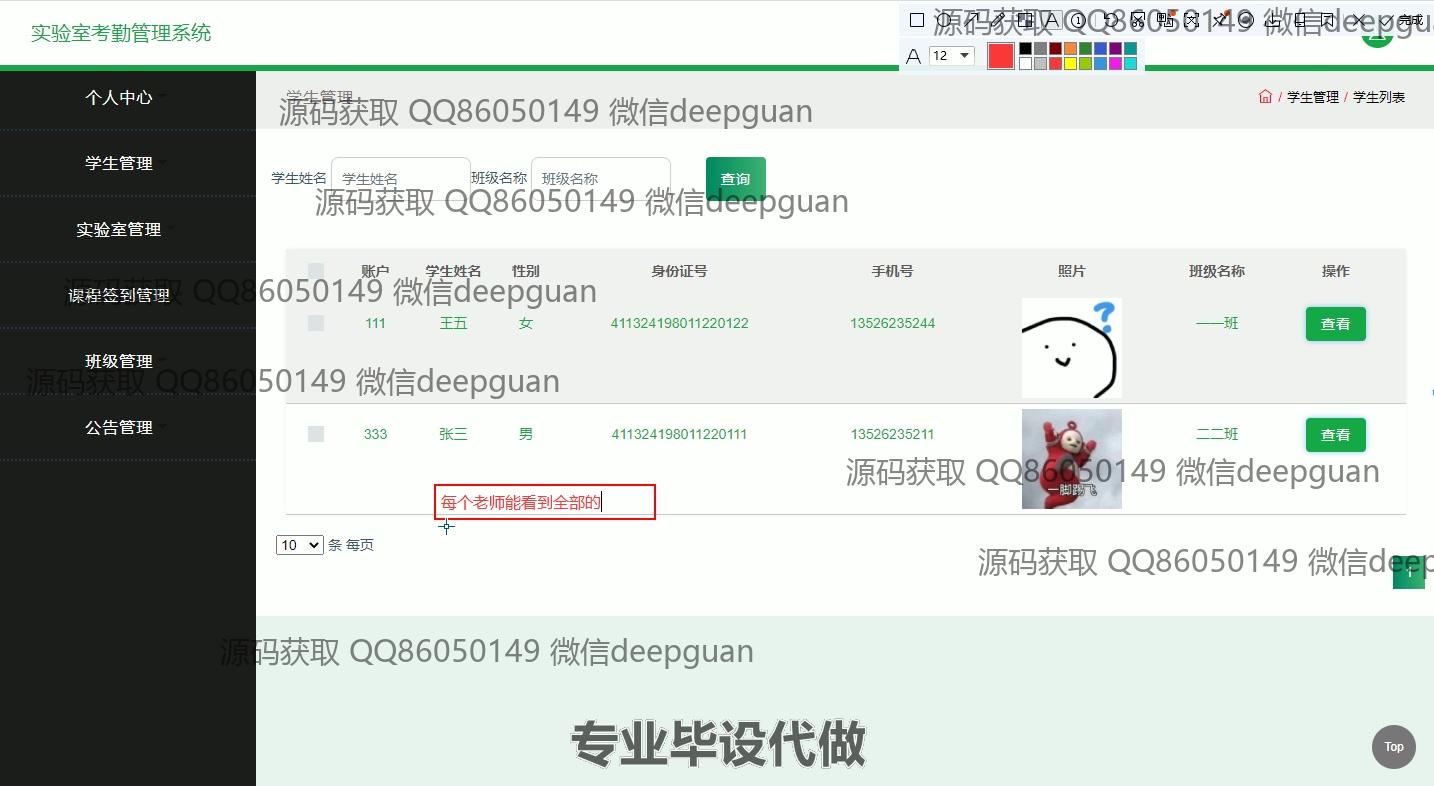 实验室考勤管理系统
源码获取 QQ86050149 微信deepgu
完成
A 12
个人中心
学生管理
学生管理 / 学生列表
源码获取 QQ86050149 微信deepguan
学生管理
学生姓名 学生姓名 班级名称 班级名称 查询
源码获取 QQ86050149 微信deepguan
实验室管理
账户 学生姓名 性别 身份证号 手机号 照片 班级名称 操作
课程签到管理
源码获取 QQ86050149 微信deepguan
111 王五 女 411324198011220122 13526235244 ? 一一班 查看
班级管理
源码获取 QQ86050149 微信deepguan
公告管理
333 张三 男 411324198011220111 13526235211 二二班 查看
源码获取 QQ86050149 微信deepguan
一脚踢飞
每个老师能看到全部的
10 条 每页
源码获取 QQ86050149 微信deep
源码获取 QQ86050149 微信deepguan
专业毕设代做
Top